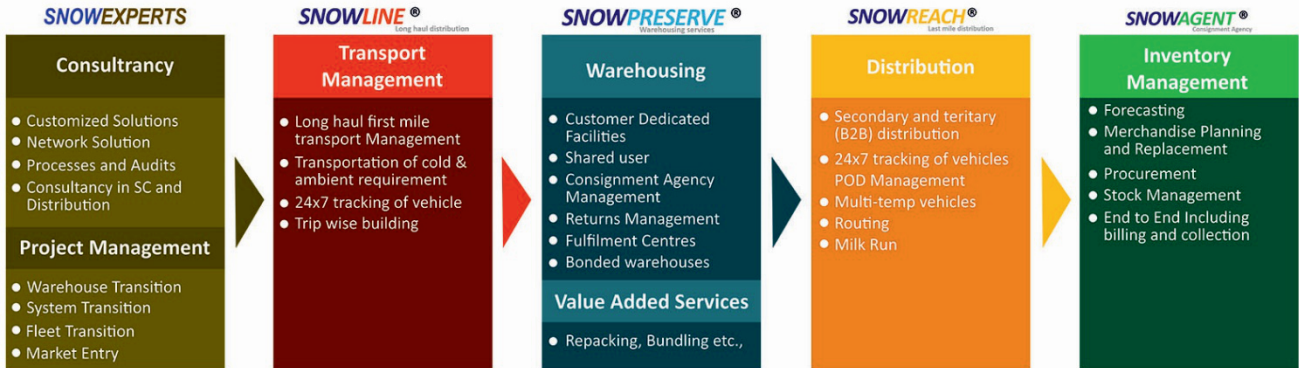 SNOWEXPERTS
Consultrancy
Customized Solutions
Network Solution
Processes and Audits
Consultancy in SC and
Distribution
Project Management
Warehouse Transition
System Transition
Fleet Transition
Market Entry
SNOWLINE®
Long haul distribution
Transport
Management
Long haul first mile
transport Management
Transportation of cold &
ambient requirement
24x7 tracking of vehicle
Trip wise building
SNOWPRESERVE ®
Warehousing services
Warehousing
Customer Dedicated
Facilities
Shared user
Consignment Agency
Management
Returns Management
Fulfilment Centres
Bonded warehouses
Value Added Services
Repacking, Bundling etc.,
SNOWREACH®
Last mile distribution
Distribution
Secondary and teritary
(B2B) distribution
24x7 tracking of vehicles
POD Management
Multi-temp vehicles
Routing
Milk Run
SNOWAGENT ®
Consignment Agency
Inventory
Management
Forecasting
Merchandise Planning
and Replacement
Procurement
Stock Management
End to End Including
billing and collection